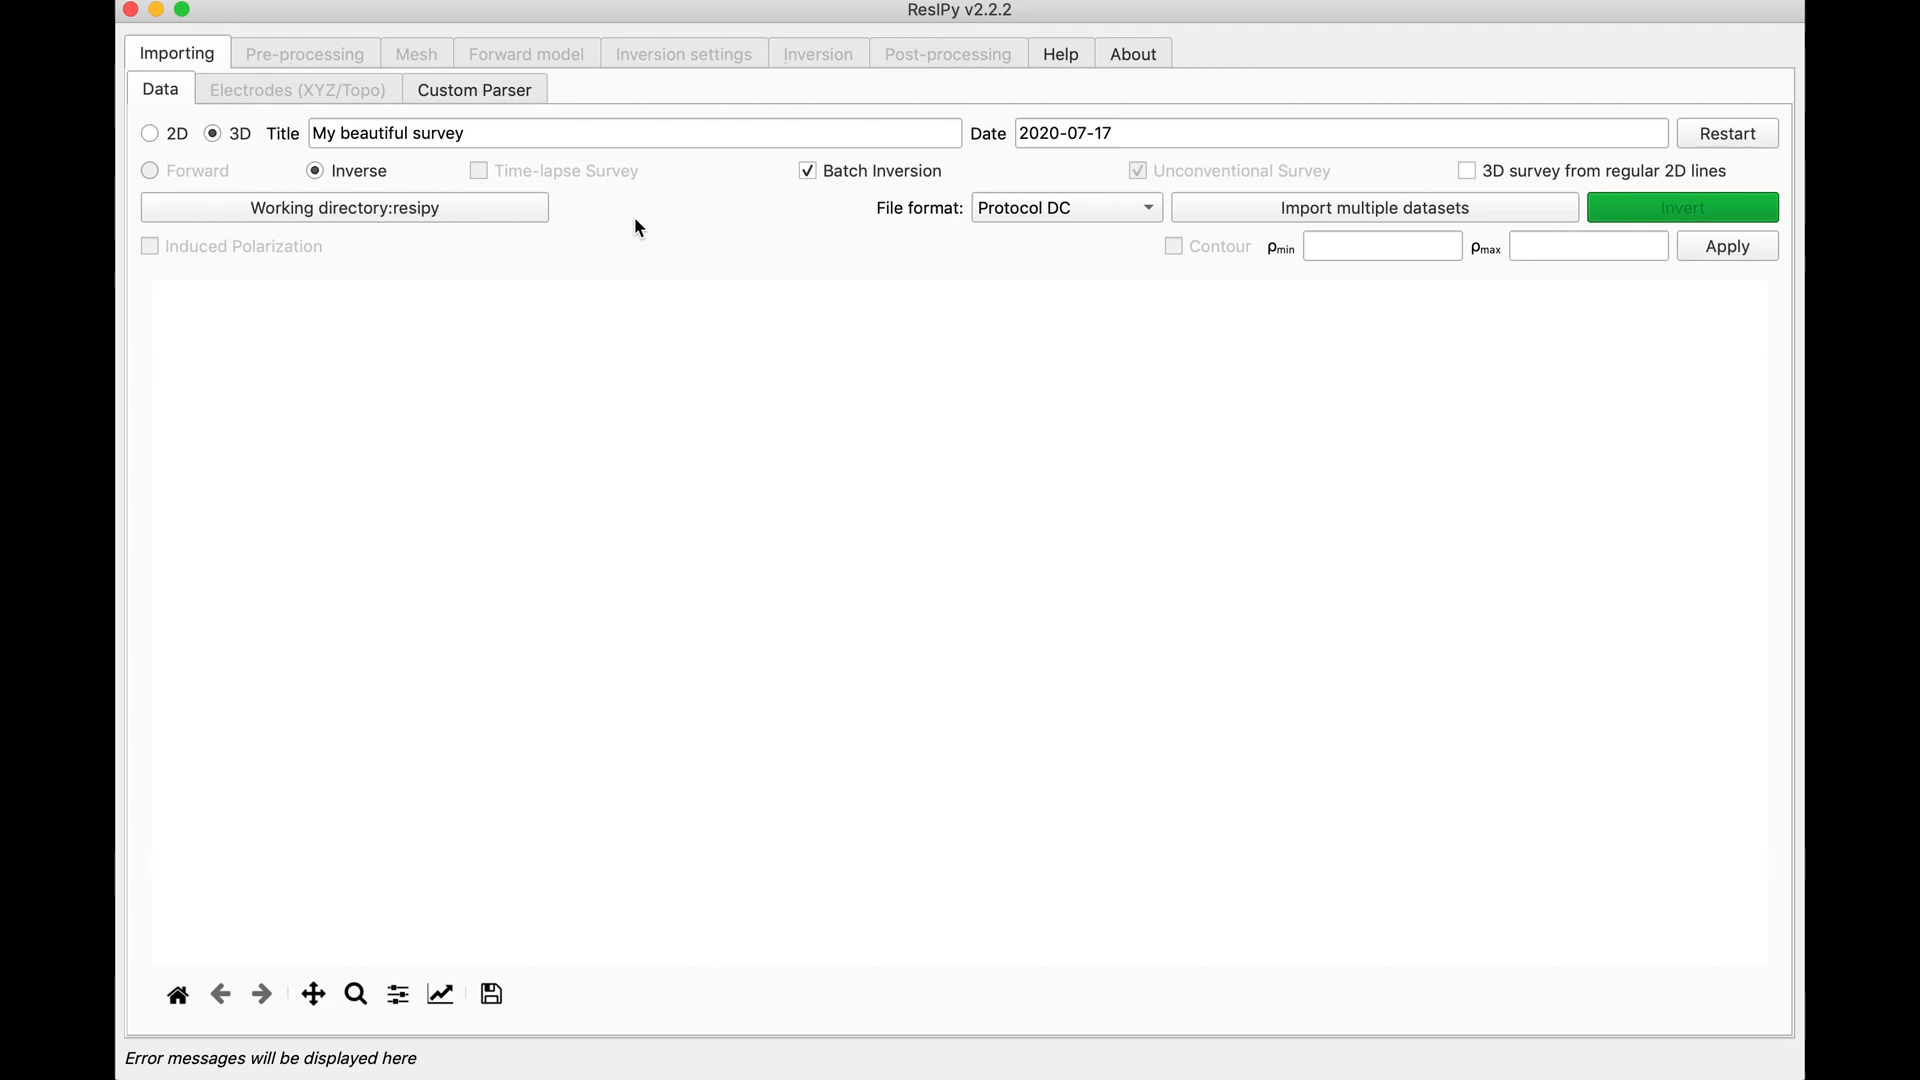 ResIPy v2.2.2
Importing Pre-processing Mesh Forward model Inversion settings Inversion Post-processing Help About
Data Electrodes (XYZ/Topo) Custom Parser
2D 3D Title My beautiful survey Date 2020-07-17 Restart
Forward Inverse Time-lapse Survey Batch Inversion Unconventional Survey 3D survey from regular 2D lines
Working directory:resipy File format: Protocol DC Import multiple datasets Invert
Induced Polarization Contour ρmin ρmax Apply
Error messages will be displayed here